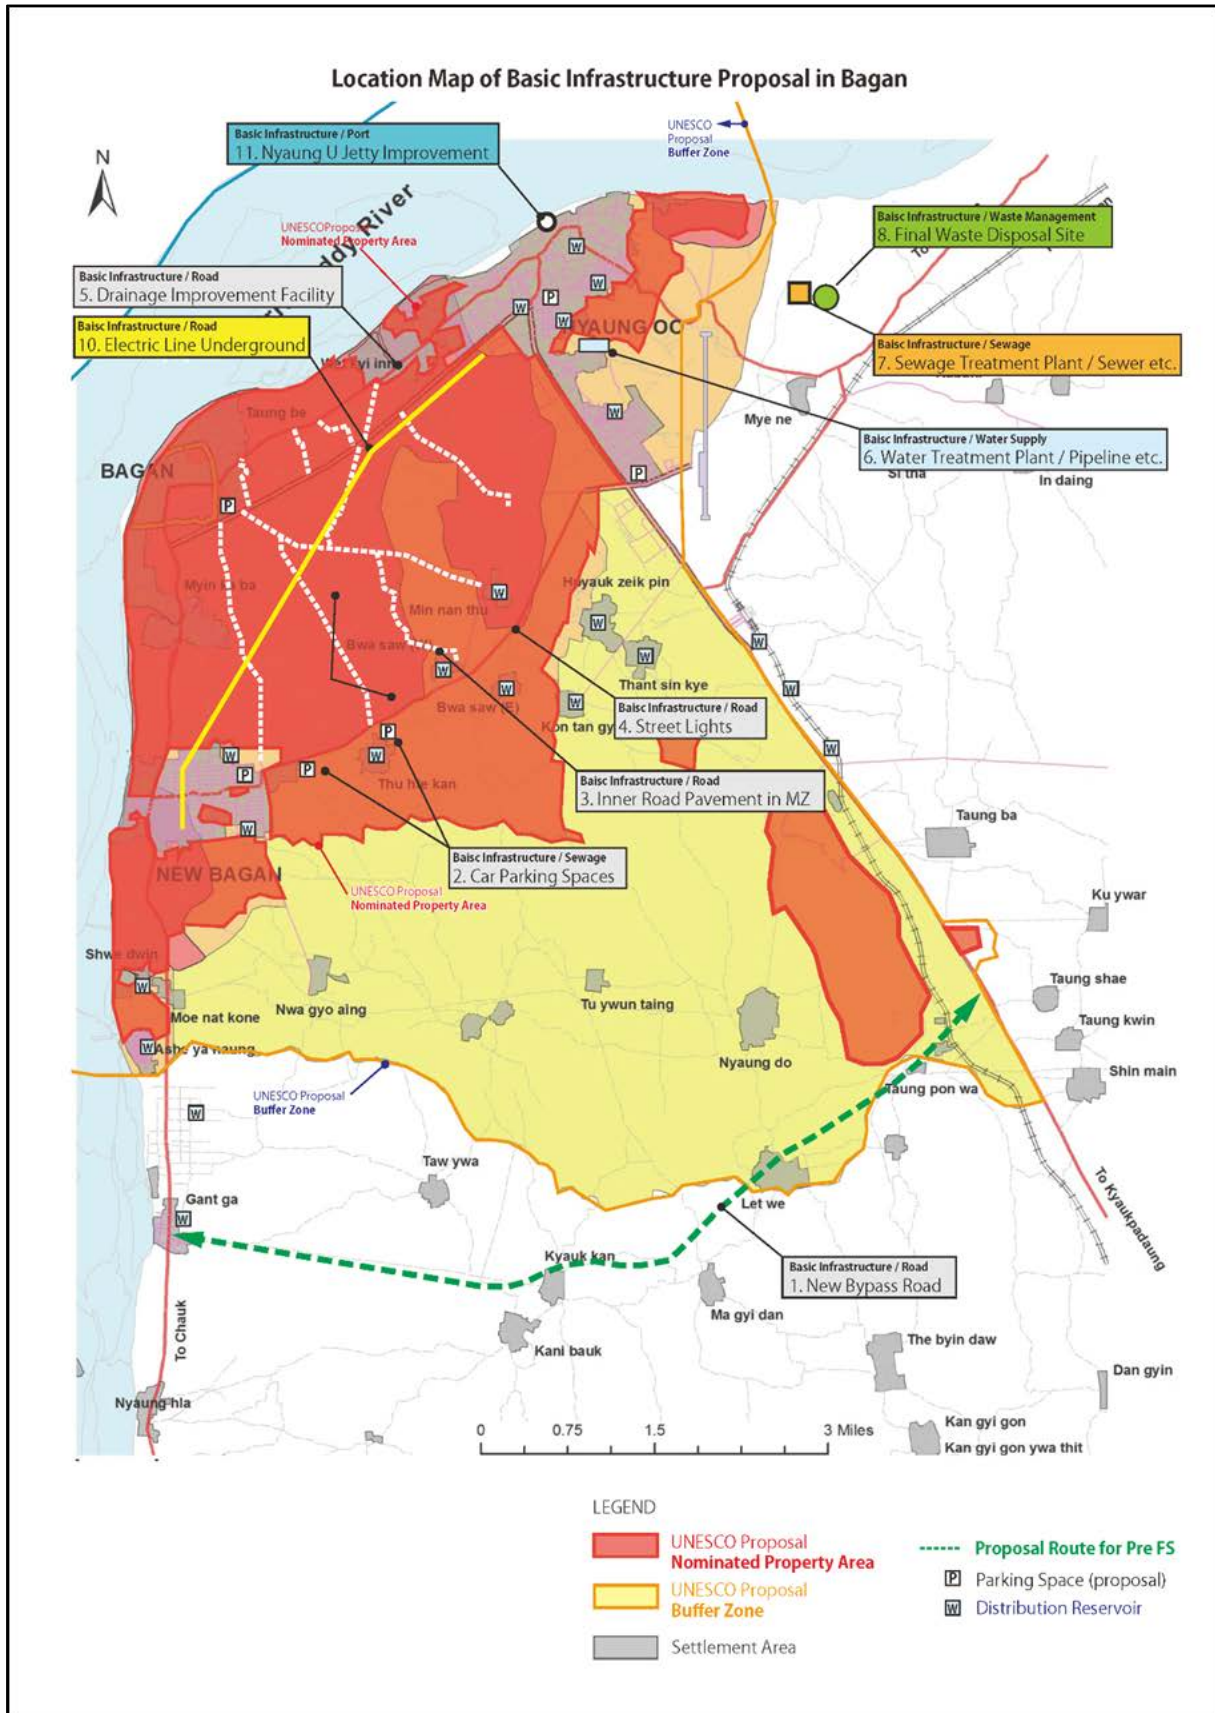 Location Map of Basic Infrastructure Proposal in Bagan
Basic Infrastructure / Port
11. Nyaung U Jetty Improvement
UNESCO
Proposal
Buffer Zone
N
River
UNESCOProposal
Nominated Property Area
Baisc Infrastructure / Waste Management
8. Final Waste Disposal Site
Basic Infrastructure / Road
5. Drainage Improvement Facility
Baisc Infrastructure / Road
10. Electric Line Underground
Baisc Infrastructure / Sewage
7. Sewage Treatment Plant / Sewer etc.
Taung be
Mye ne
Baisc Infrastructure / Water Supply
6. Water Treatment Plant / Pipeline etc.
BAGAN
Si tha
In daing
Min nan thu
Thant sin kye
Bwa saw (E)
Baisc Infrastructure / Road
4. Street Lights
Baisc Infrastructure / Road
3. Inner Road Pavement in MZ
Taung ba
Baisc Infrastructure / Sewage
2. Car Parking Spaces
NEW BAGAN
UNESCO Proposal
Nominated Property Area
Ku ywar
Shwe dwin
Taung shae
Nwa gyo aing
Tu ywun taing
Moe nat kone
Taung kwin
Nyaung do
Shin main
Taung pon wa
UNESCO Proposal
Buffer Zone
Taw ywa
Gant ga
Let we
To Kyaukpadaung
Kyauk kan
Basic Infrastructure / Road
1. New Bypass Road
Ma gyi dan
To Chauk
Kani bauk
The byin daw
Dan gyin
Nyaung hla
Kan gyi gon
Kan gyi gon ywa thit
0 0.75 1.5 3 Miles
LEGEND
UNESCO Proposal
Nominated Property Area
UNESCO Proposal
Buffer Zone
Settlement Area
Proposal Route for Pre FS
P Parking Space (proposal)
W Distribution Reservoir